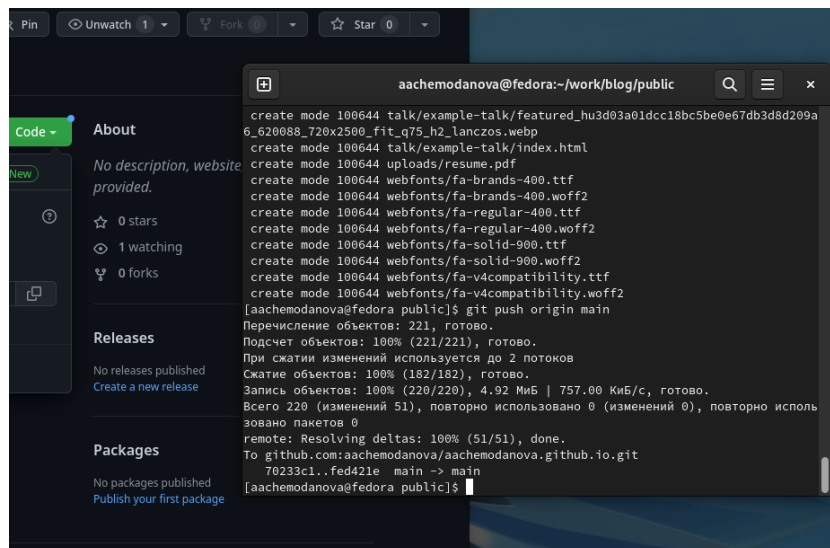 Pin
Unwatch 1
Fork 0
Star 0
Code
New
About
No description, website,
provided.
0 stars
1 watching
0 forks
Releases
No releases published
Create a new release
Packages
No packages published
Publish your first package
aachemodanova@fedora:~/work/blog/public
create mode 100644 talk/example-talk/featured_hu3d03a01dcc18bc5be0e67db3d8d209a
6_620088_720x2500_fit_q75_h2_lanczos.webp
create mode 100644 talk/example-talk/index.html
create mode 100644 uploads/resume.pdf
create mode 100644 webfonts/fa-brands-400.ttf
create mode 100644 webfonts/fa-brands-400.woff2
create mode 100644 webfonts/fa-regular-400.ttf
create mode 100644 webfonts/fa-regular-400.woff2
create mode 100644 webfonts/fa-solid-900.ttf
create mode 100644 webfonts/fa-solid-900.woff2
create mode 100644 webfonts/fa-v4compatibility.ttf
create mode 100644 webfonts/fa-v4compatibility.woff2
[aachemodanova@fedora public]$ git push origin main
Перечисление объектов: 221, готово.
Подсчет объектов: 100% (221/221), готово.
При сжатии изменений используется до 2 потоков
Сжатие объектов: 100% (182/182), готово.
Запись объектов: 100% (220/220), 4.92 МиБ | 757.00 КиБ/с, готово.
Всего 220 (изменений 51), повторно использовано 0 (изменений 0), повторно исполь
зовано пакетов 0
remote: Resolving deltas: 100% (51/51), done.
To github.com:aachemodanova/aachemodanova.github.io.git
70233c1..fed421e main -> main
[aachemodanova@fedora public]$